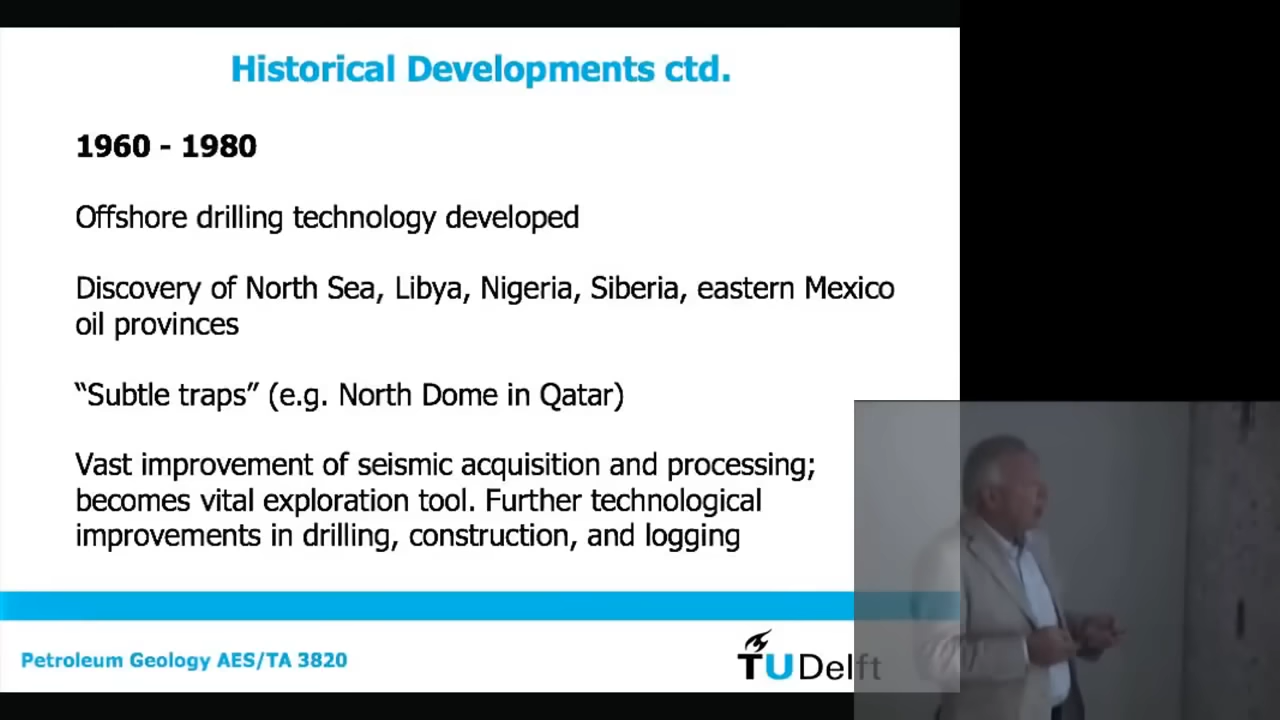 Historical Developments ctd.
1960 - 1980
Offshore drilling technology developed
Discovery of North Sea, Libya, Nigeria, Siberia, eastern Mexico
oil provinces
“Subtle traps” (e.g. North Dome in Qatar)
Vast improvement of seismic acquisition and processing;
becomes vital exploration tool. Further technological
improvements in drilling, construction, and logging
Petroleum Geology AES/TA 3820
TU Delft